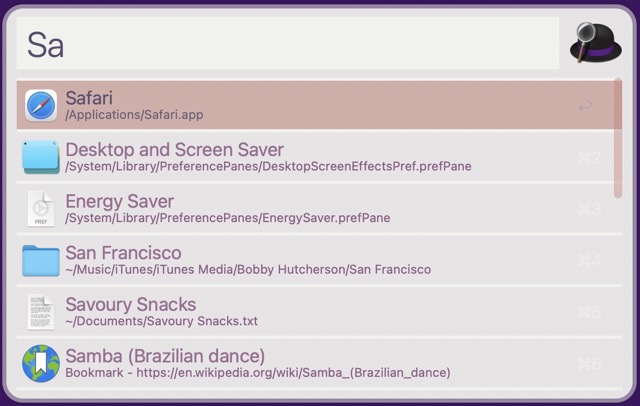 Sa
Safari
/Applications/Safari.app
↩
Desktop and Screen Saver
/System/Library/PreferencePanes/DesktopScreenEffectsPref.prefPane
⌘2
Energy Saver
/System/Library/PreferencePanes/EnergySaver.prefPane
⌘3
PREF
San Francisco
~/Music/iTunes/iTunes Media/Bobby Hutcherson/San Francisco
⌘4
Savoury Snacks
~/Documents/Savoury Snacks.txt
⌘5
Samba (Brazilian dance)
Bookmark - https://en.wikipedia.org/wiki/Samba_(Brazilian_dance)
⌘6